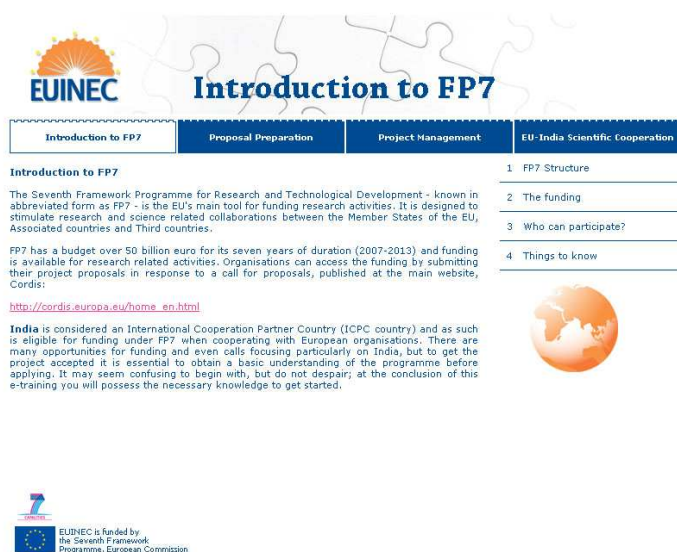 EUINEC
Introduction to FP7
Introduction to FP7
Proposal Preparation
Project Management
EU-India Scientific Cooperation
Introduction to FP7
The Seventh Framework Programme for Research and Technological Development - known in
abbreviated form as FP7 - is the EU's main tool for funding research activities. It is designed to
stimulate research and science related collaborations between the Member States of the EU,
Associated countries and Third countries.
FP7 has a budget over 50 billion euro for its seven years of duration (2007-2013) and funding
is available for research related activities. Organisations can access the funding by submitting
their project proposals in response to a call for proposals, published at the main website,
Cordis:
http://cordis.europa.eu/home_en.html
India is considered an International Cooperation Partner Country (ICPC country) and as such
is eligible for funding under FP7 when cooperating with European organisations. There are
many opportunities for funding and even calls focusing particularly on India, but to get the
project accepted it is essential to obtain a basic understanding of the programme before
applying. It may seem confusing to begin with, but do not despair; at the conclusion of this
e-training you will possess the necessary knowledge to get started.
1 FP7 Structure
2 The funding
3 Who can participate?
4 Things to know
7
CAPACITIES
EUINEC is funded by
the Seventh Framework
Programme, European Commission